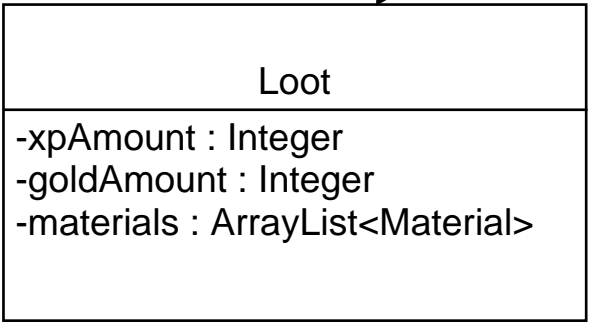 Loot
-xpAmount : Integer
-goldAmount : Integer
-materials : ArrayList<Material>